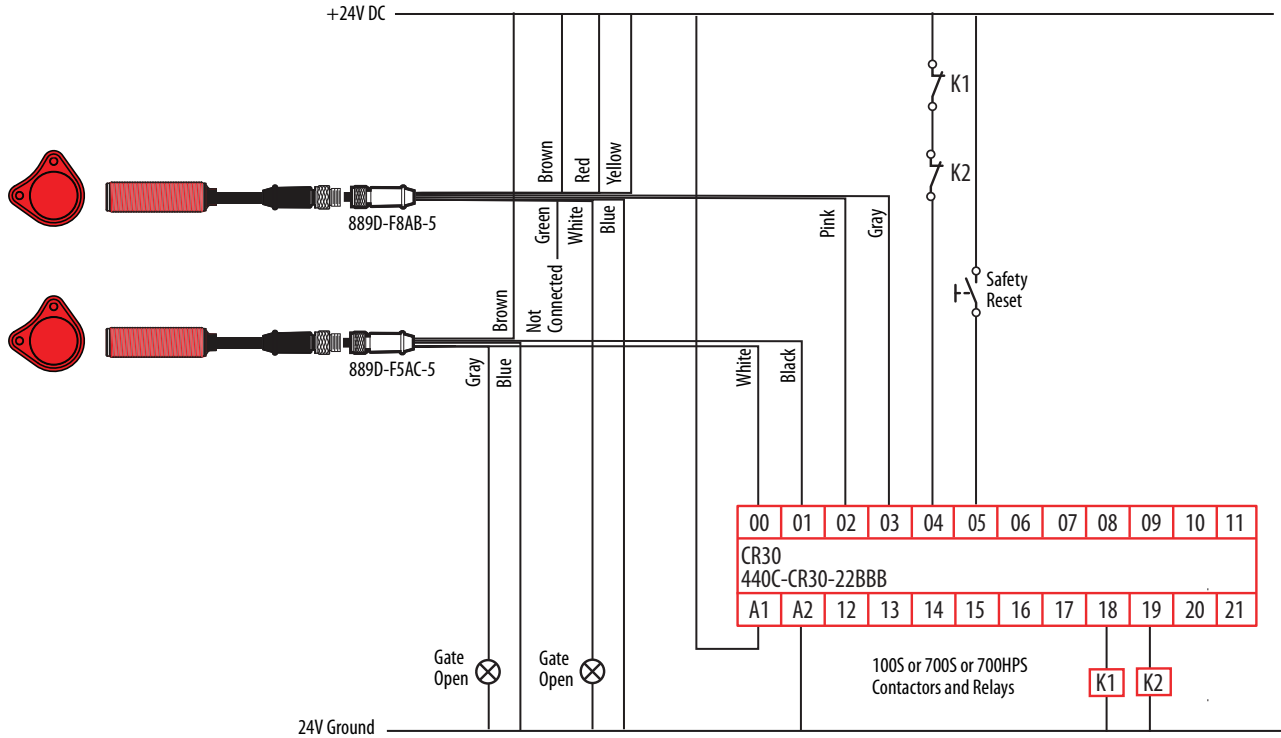 +24V DC
K1
K2
Brown
Red
Yellow
889D-F8AB-5
Green
White
Blue
Pink
Gray
Not
Connected
Safety
Reset
Brown
889D-F5AC-5
Gray
Blue
White
Black
00 01 02 03 04 05 06 07 08 09 10 11
CR30
440C-CR30-22BBB
A1 A2 12 13 14 15 16 17 18 19 20 21
Gate
Open
Gate
Open
100S or 700S or 700HPS
Contactors and Relays
K1
K2
24V Ground